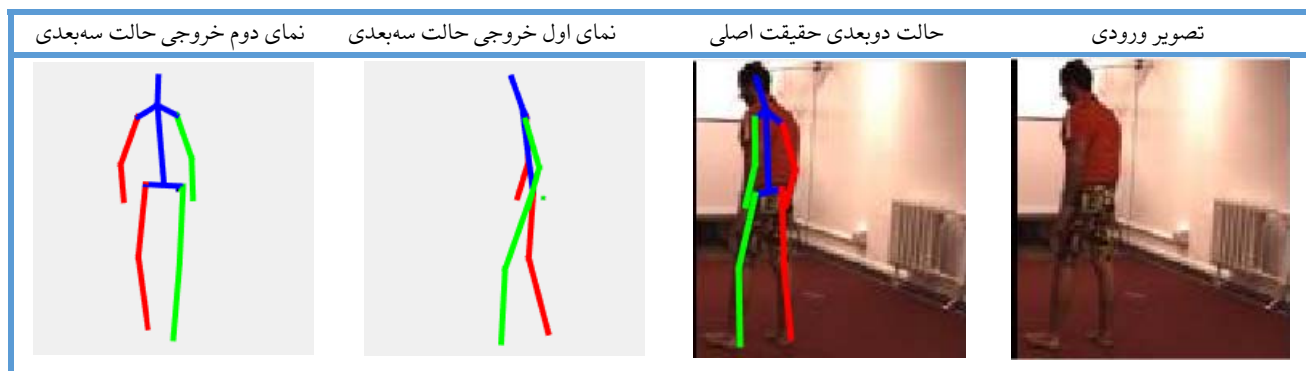 تصویر ورودی
حالت دوبعدی حقیقت اصلی
نمای اول خروجی حالت سه‌بعدی
نمای دوم خروجی حالت سه‌بعدی